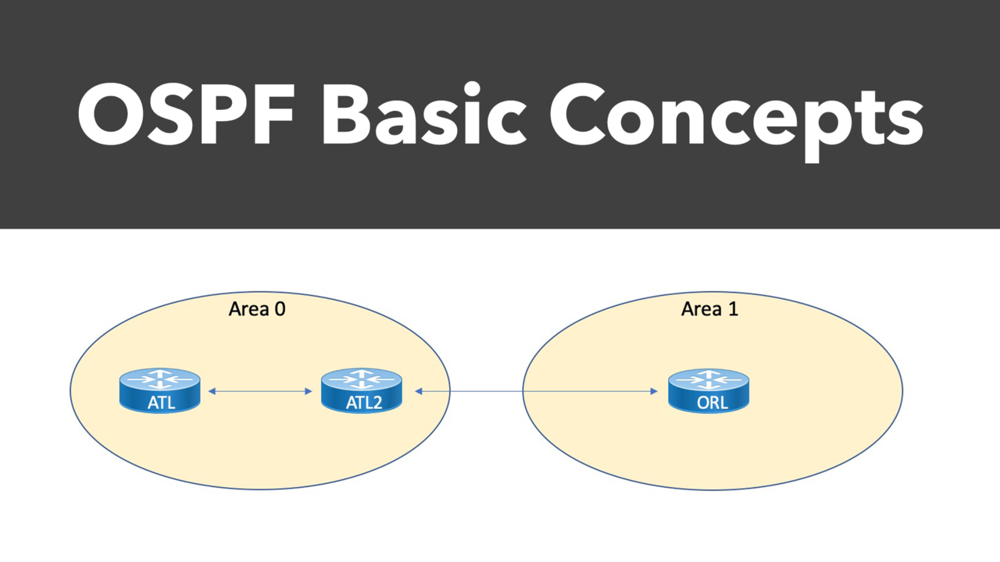 OSPF Basic Concepts
Area 0
Area 1
ATL
ATL2
ORL